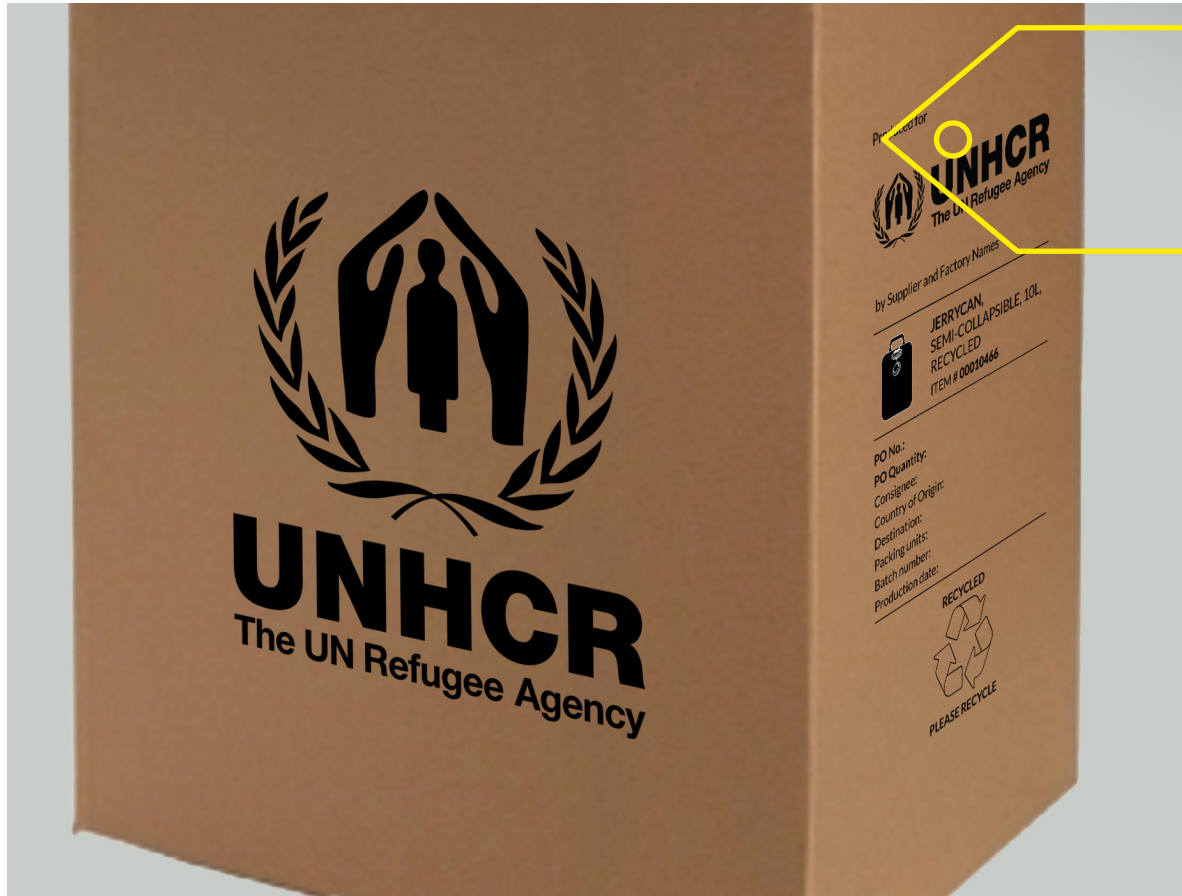 UNHCR
The UN Refugee Agency
Produced for
UNHCR
The UN Refugee Agency
by Supplier and Factory Names
JERRYCAN,
SEMI-COLLAPSIBLE, 10L,
RECYCLED
ITEM # 00010466
PO No.:
PO Quantity:
Consignee:
Country of Origin:
Destination:
Packing units:
Batch number:
Production date:
RECYCLED
PLEASE RECYCLE